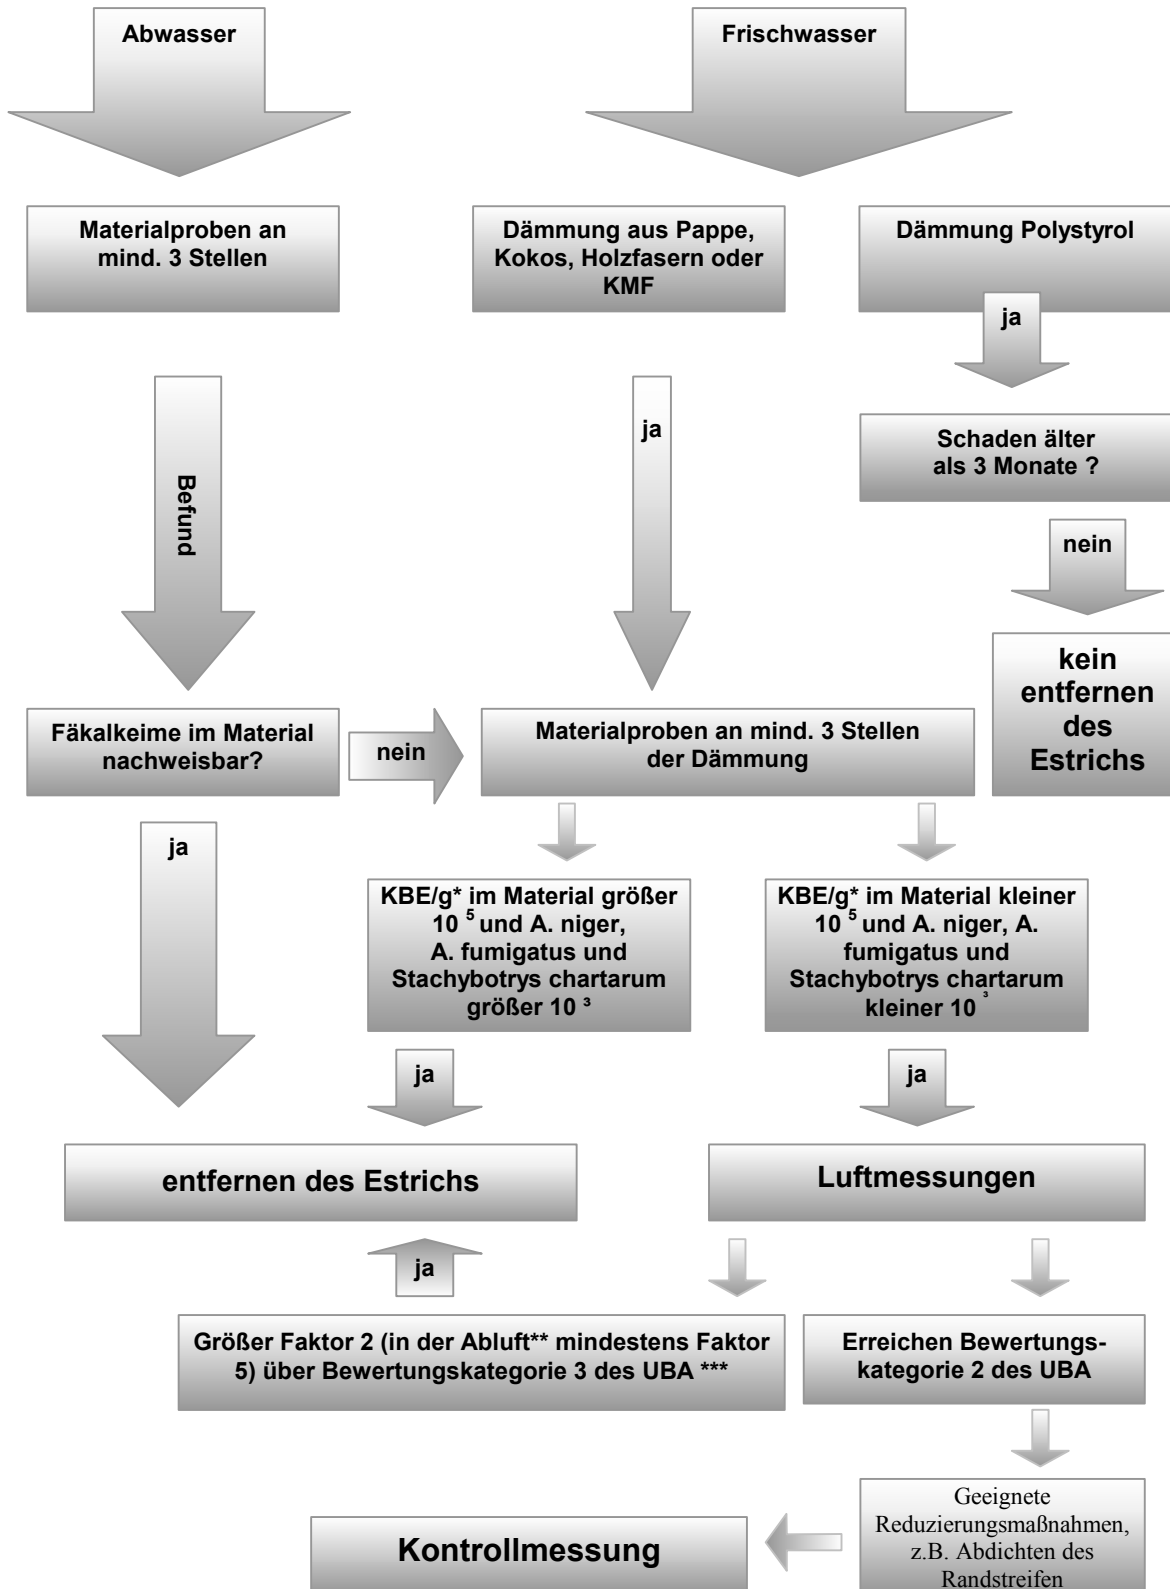 Abwasser
Frischwasser
Materialproben an
mind. 3 Stellen
Dämmung aus Pappe,
Kokos, Holzfasern oder
KMF
Dämmung Polystyrol
ja
Schaden älter
als 3 Monate ?
ja
Befund
nein
kein
entfernen
des
Estrichs
Fäkalkeime im Material
nachweisbar?
nein
Materialproben an mind. 3 Stellen
der Dämmung
ja
KBE/g* im Material größer
10 ⁵ und A. niger,
A. fumigatus und
Stachybotrys chartarum
größer 10 ³
KBE/g* im Material kleiner
10 ⁵ und A. niger, A.
fumigatus und
Stachybotrys chartarum
kleiner 10 ³
ja
ja
entfernen des Estrichs
Luftmessungen
ja
Größer Faktor 2 (in der Abluft** mindestens Faktor
5) über Bewertungskategorie 3 des UBA ***
Erreichen Bewertungs-
kategorie 2 des UBA
Geeignete
Reduzierungsmaßnahmen,
z.B. Abdichten des
Randstreifen
Kontrollmessung